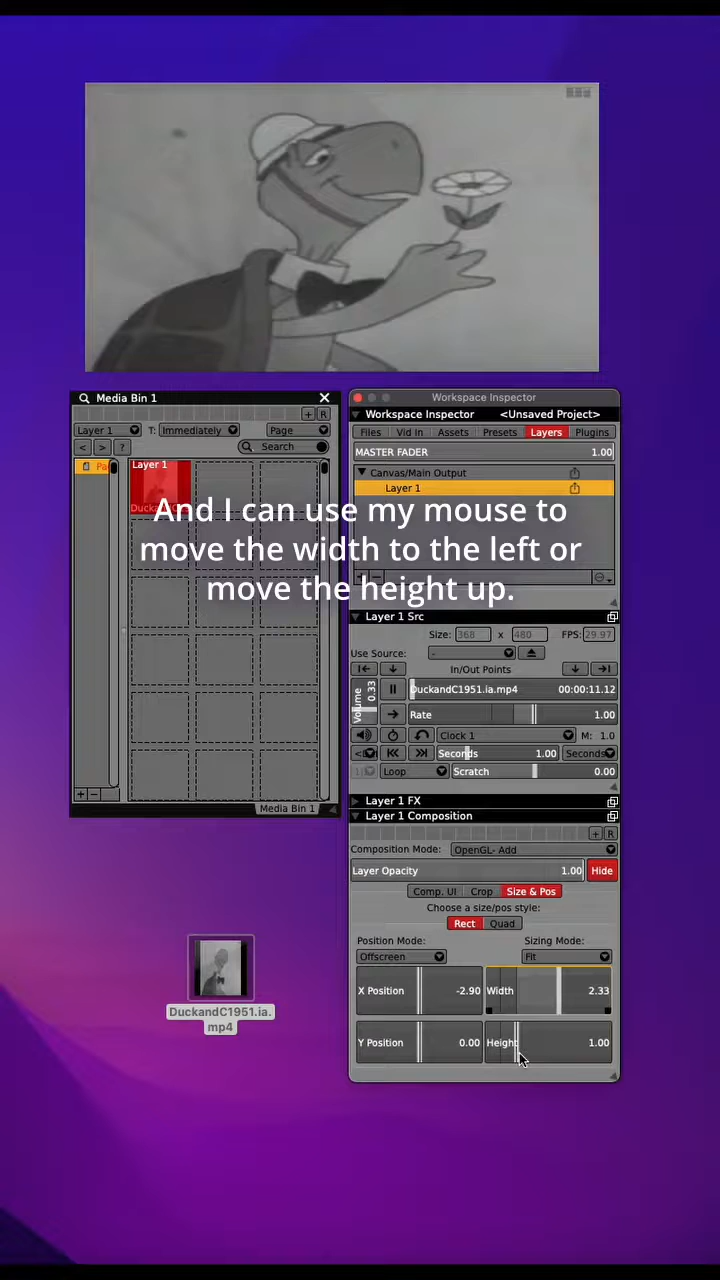 Media Bin 1
+ R
Layer 1 T: Immediately Page
< > ? Search
Layer 1
And I can use my mouse to
move the width to the left or
move the height up.
+ −
Media Bin 1
DuckandC1951.ia.
mp4
Workspace Inspector
Workspace Inspector <Unsaved Project>
Files Vid In Assets Presets Layers Plugins
MASTER FADER 1.00
Canvas/Main Output
Layer 1
Layer 1 Src
Size: 368 x 480 FPS: 29.97
Use Source: -
In/Out Points
Volume 0.33
DuckandC1951.ia.mp4 00:00:11.12
Rate 1.00
Clock 1 M: 1.0
Seconds 1.00 Seconds
Loop Scratch 0.00
Layer 1 FX
Layer 1 Composition
+ R
Composition Mode: OpenGL- Add
Layer Opacity 1.00 Hide
Comp. UI Crop Size & Pos
Choose a size/pos style:
Rect Quad
Position Mode: Sizing Mode:
Offscreen Fit
X Position -2.90 Width 2.33
Y Position 0.00 Height 1.00